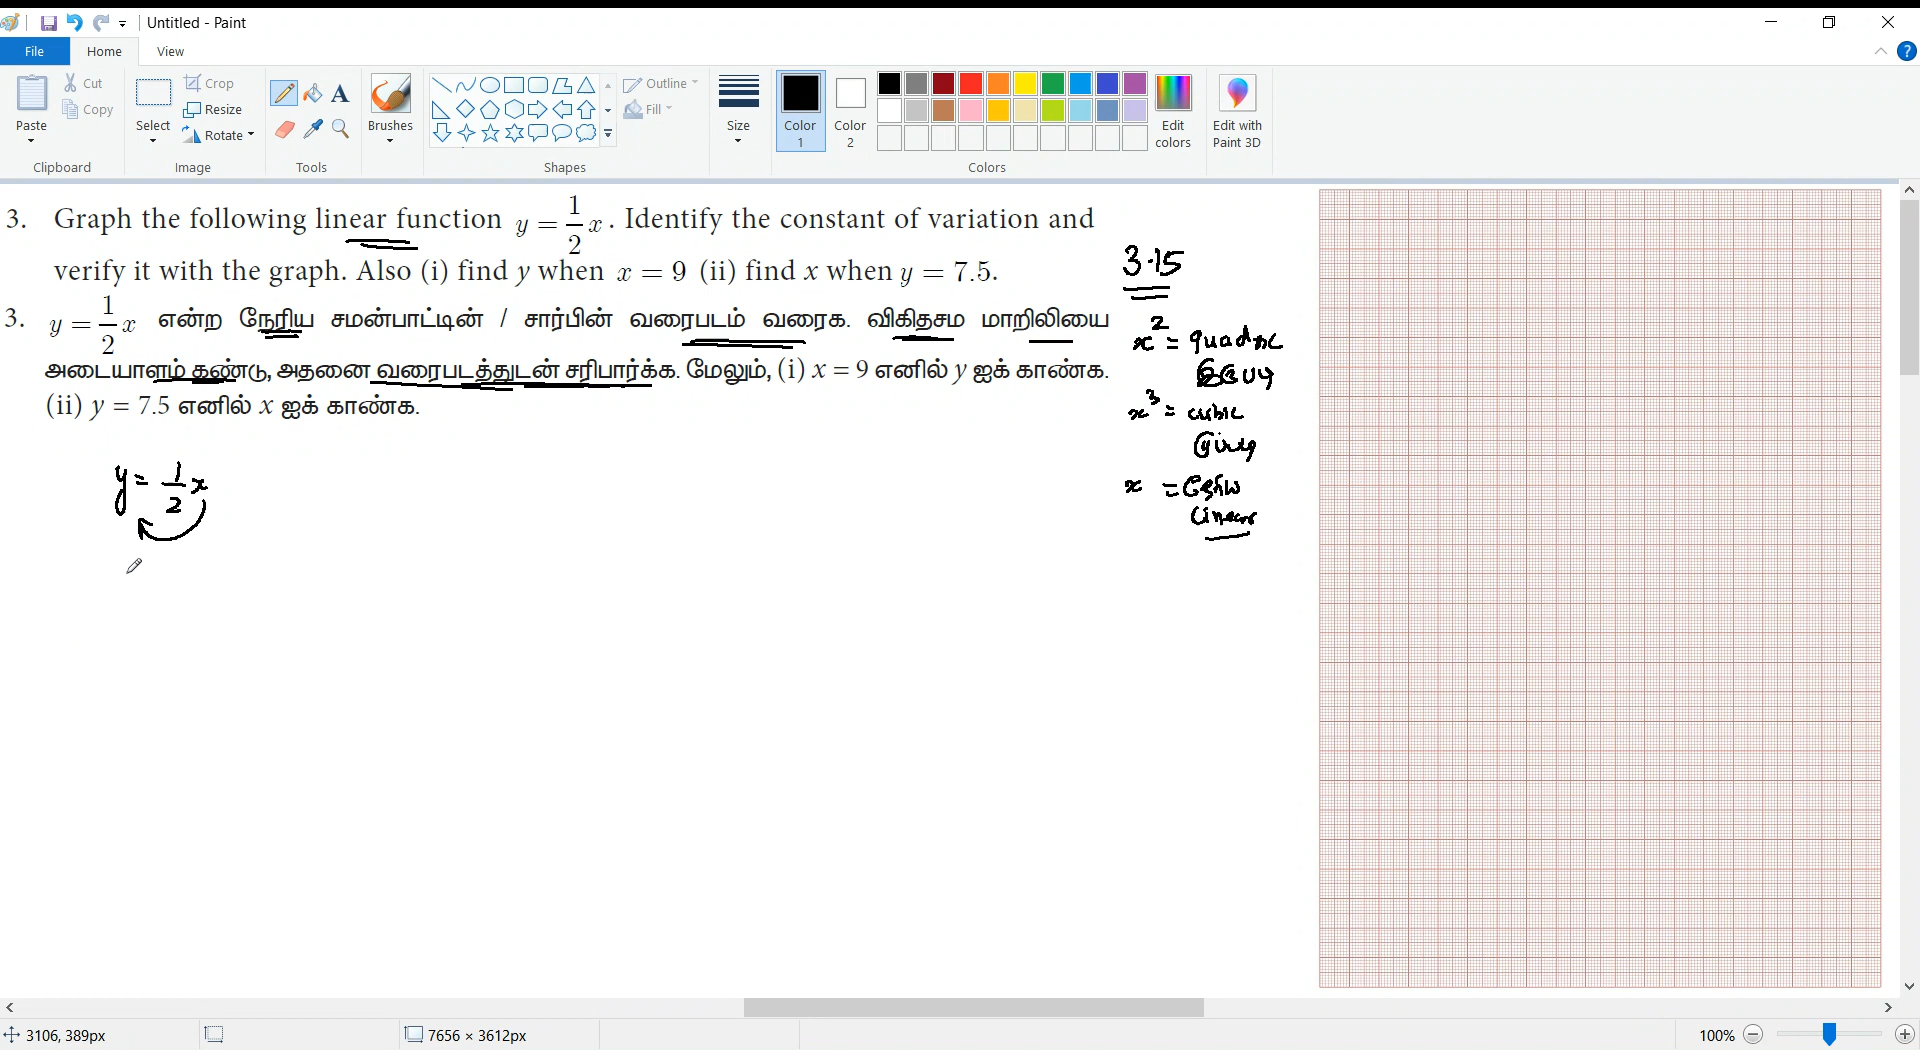 Untitled - Paint
File Home View
Paste
Cut
Copy
Clipboard
Select
Crop
Resize
Rotate
Image
Tools
Brushes
Shapes
Outline
Fill
Size
Color 1
Color 2
Colors
Edit colors
Edit with Paint 3D
3. Graph the following linear function y = 1/2 x. Identify the constant of variation and
verify it with the graph. Also (i) find y when x = 9 (ii) find x when y = 7.5.
3. y = 1/2 x என்ற நேரிய சமன்பாட்டின் / சார்பின் வரைபடம் வரைக. விகிதசம மாறிலியை
அடையாளம் கண்டு, அதனை வரைபடத்துடன் சரிபார்க்க. மேலும், (i) x = 9 எனில் y ஐக் காண்க.
(ii) y = 7.5 எனில் x ஐக் காண்க.
3.15
x² =
x³ = cubic
x =
linear
y = 1/2 x
3106, 389px
7656 × 3612px
100%